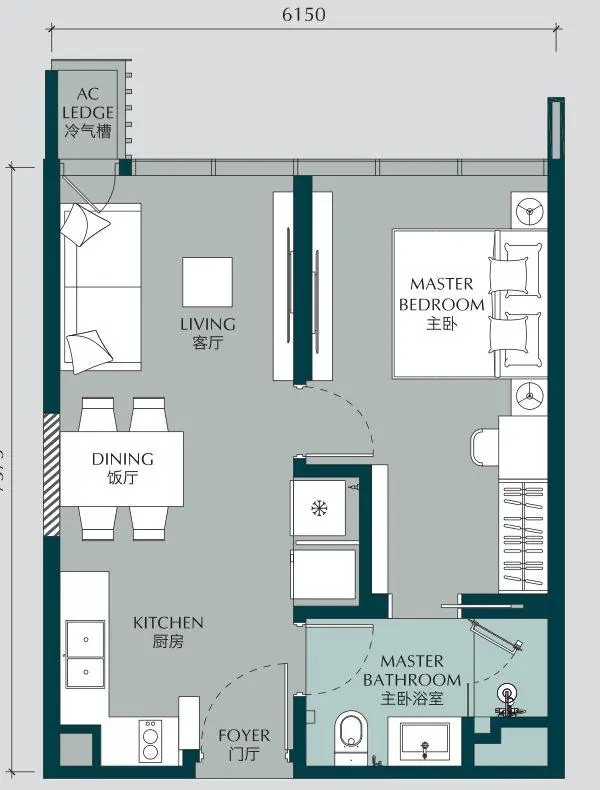 6150
AC
LEDGE
冷气槽
MASTER
BEDROOM
主卧
LIVING
客厅
DINING
饭厅
KITCHEN
厨房
MASTER
BATHROOM
主卧浴室
FOYER
门厅